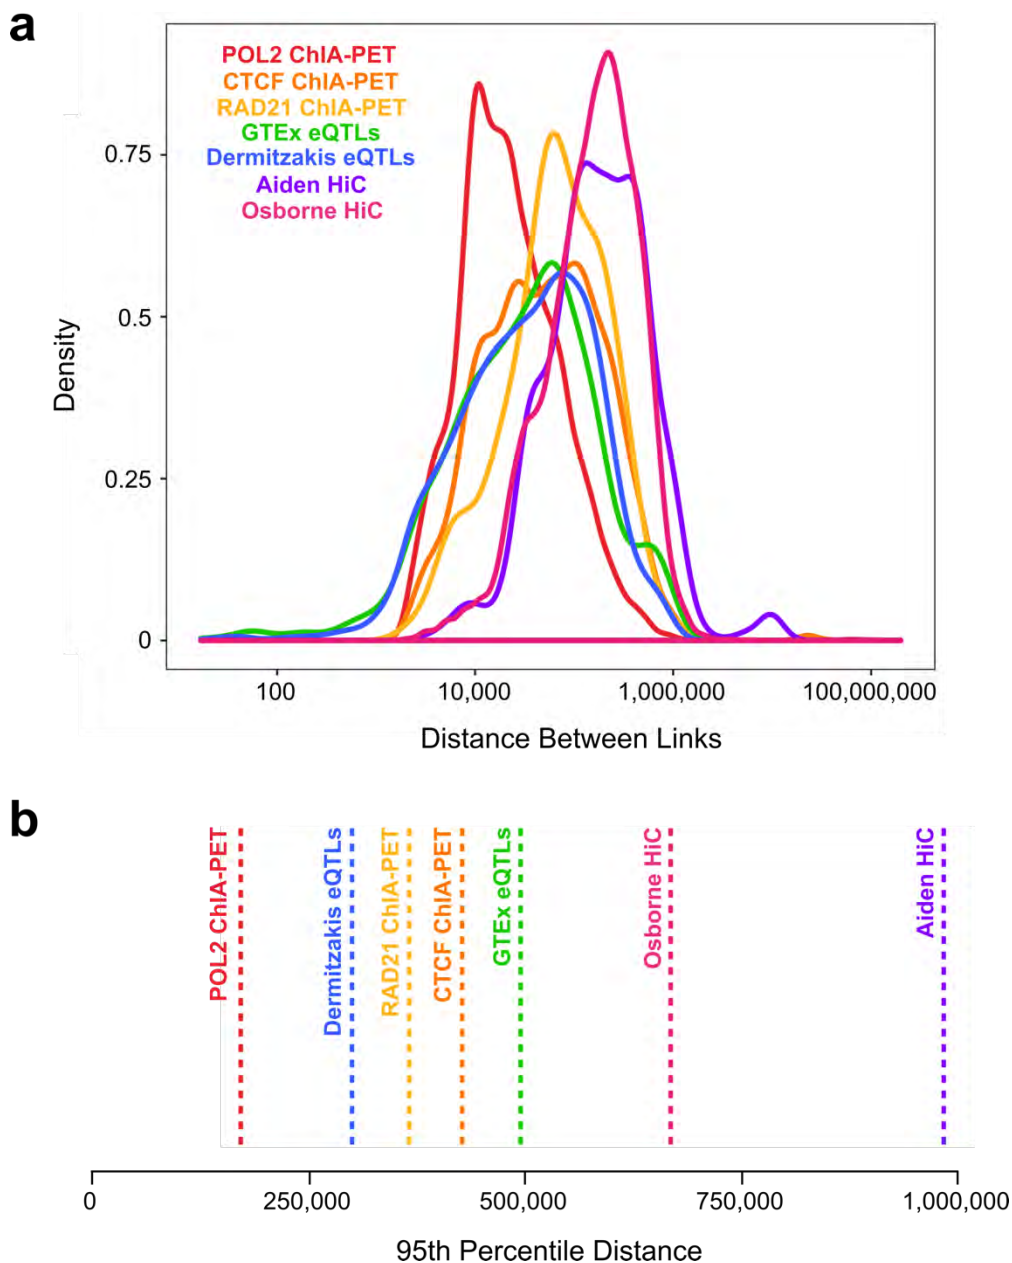 a
POL2 ChIA-PET
CTCF ChIA-PET
RAD21 ChIA-PET
GTEx eQTLs
Dermitzakis eQTLs
Aiden HiC
Osborne HiC
0.75
0.5
0.25
0
Density
100
10,000
1,000,000
100,000,000
Distance Between Links
b
POL2 ChIA-PET
Dermitzakis eQTLs
RAD21 ChIA-PET
CTCF ChIA-PET
GTEx eQTLs
Osborne HiC
Aiden HiC
0
250,000
500,000
750,000
1,000,000
95th Percentile Distance